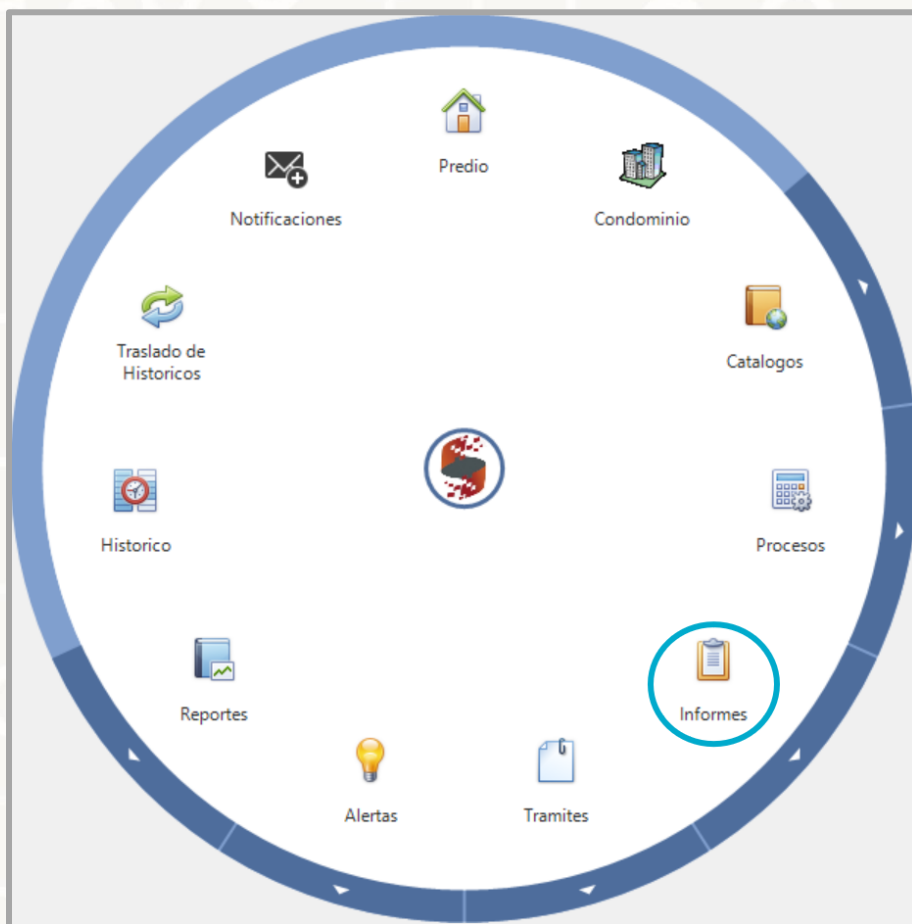 Predio
Notificaciones
Condominio
Traslado de
Historicos
Catalogos
Historico
Procesos
Reportes
Informes
Alertas
Tramites